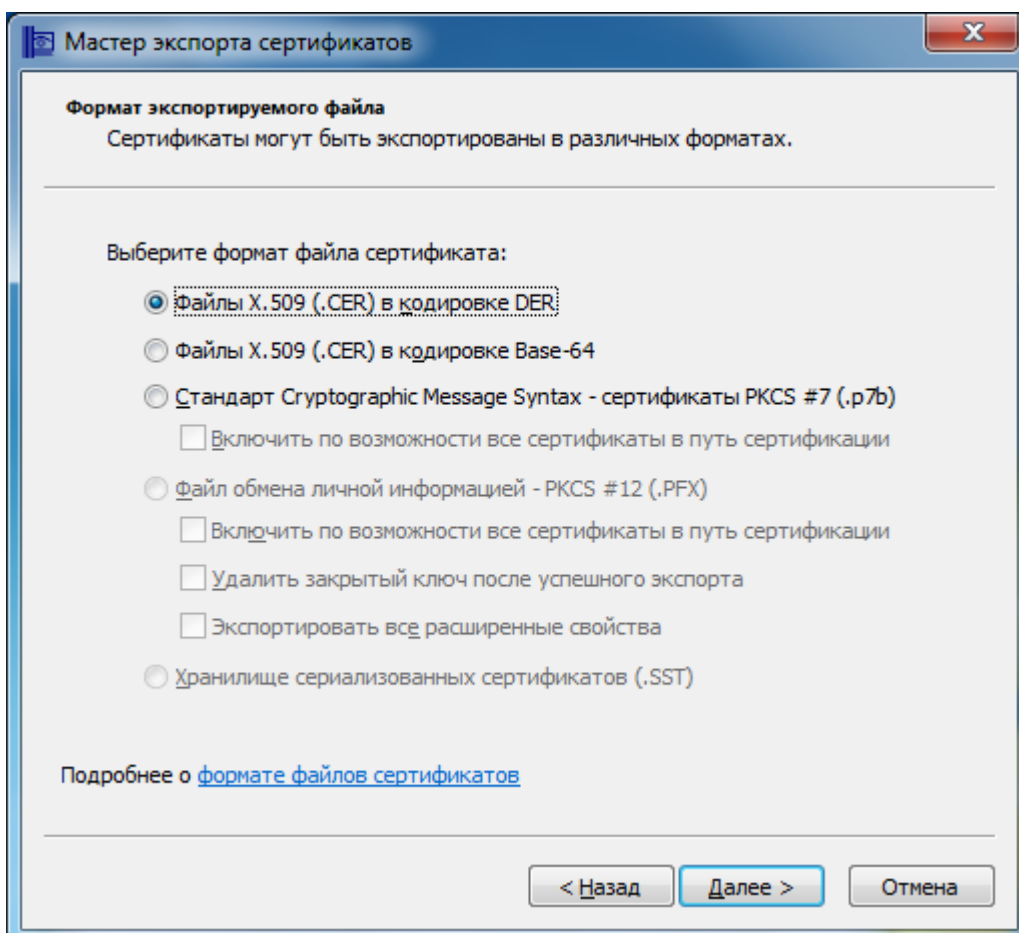 Мастер экспорта сертификатов
Формат экспортируемого файла
Сертификаты могут быть экспортированы в различных форматах.
Выберите формат файла сертификата:
Файлы X.509 (.CER) в кодировке DER
Файлы X.509 (.CER) в кодировке Base-64
Стандарт Cryptographic Message Syntax - сертификаты PKCS #7 (.p7b)
Включить по возможности все сертификаты в путь сертификации
Файл обмена личной информацией - PKCS #12 (.PFX)
Включить по возможности все сертификаты в путь сертификации
Удалить закрытый ключ после успешного экспорта
Экспортировать все расширенные свойства
Хранилище сериализованных сертификатов (.SST)
Подробнее о формате файлов сертификатов
< Назад Далее > Отмена